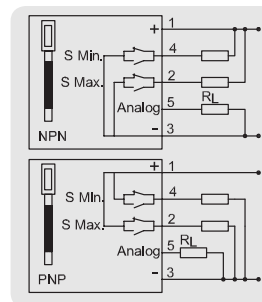 + 1
S Min. 4
S Max. 2
Analog 5 RL
NPN - 3
+ 1
S MIn. 4
S Max. 2
Analog 5 RL
PNP - 3